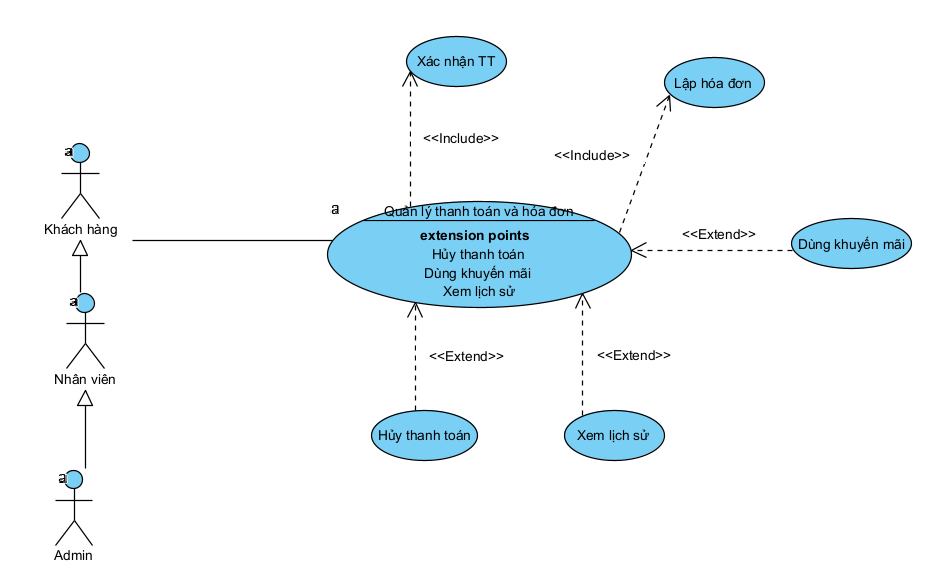 Xác nhận TT
Lập hóa đơn
<<Include>>
<<Include>>
a
Khách hàng
a
Quản lý thanh toán và hóa đơn
extension points
Hủy thanh toán
Dùng khuyến mãi
Xem lịch sử
<<Extend>>
Dùng khuyến mãi
a
Nhân viên
<<Extend>>
<<Extend>>
Hủy thanh toán
Xem lịch sử
a
Admin